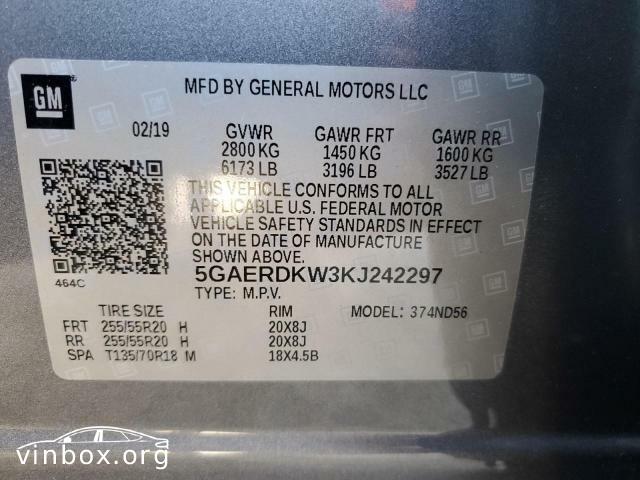 GM
MFD BY GENERAL MOTORS LLC
02/19 GVWR GAWR FRT GAWR RR
2800 KG 1450 KG 1600 KG
6173 LB 3196 LB 3527 LB
THIS VEHICLE CONFORMS TO ALL
APPLICABLE U.S. FEDERAL MOTOR
VEHICLE SAFETY STANDARDS IN EFFECT
ON THE DATE OF MANUFACTURE
SHOWN ABOVE.
464C 5GAERDKW3KJ242297
TYPE: M.P.V.
TIRE SIZE RIM MODEL: 374ND56
FRT 255/55R20 H 20X8J
RR 255/55R20 H 20X8J
SPA T135/70R18 M 18X4.5B
vinbox.org